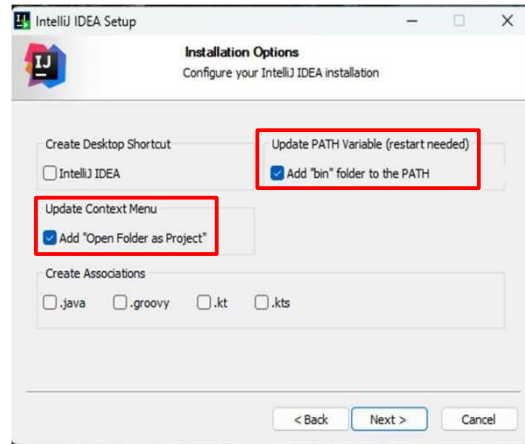 IntelliJ IDEA Setup
IJ
Installation Options
Configure your IntelliJ IDEA installation
Create Desktop Shortcut
IntelliJ IDEA
Update PATH Variable (restart needed)
Add "bin" folder to the PATH
Update Context Menu
Add "Open Folder as Project"
Create Associations
.java .groovy .kt .kts
< Back Next > Cancel